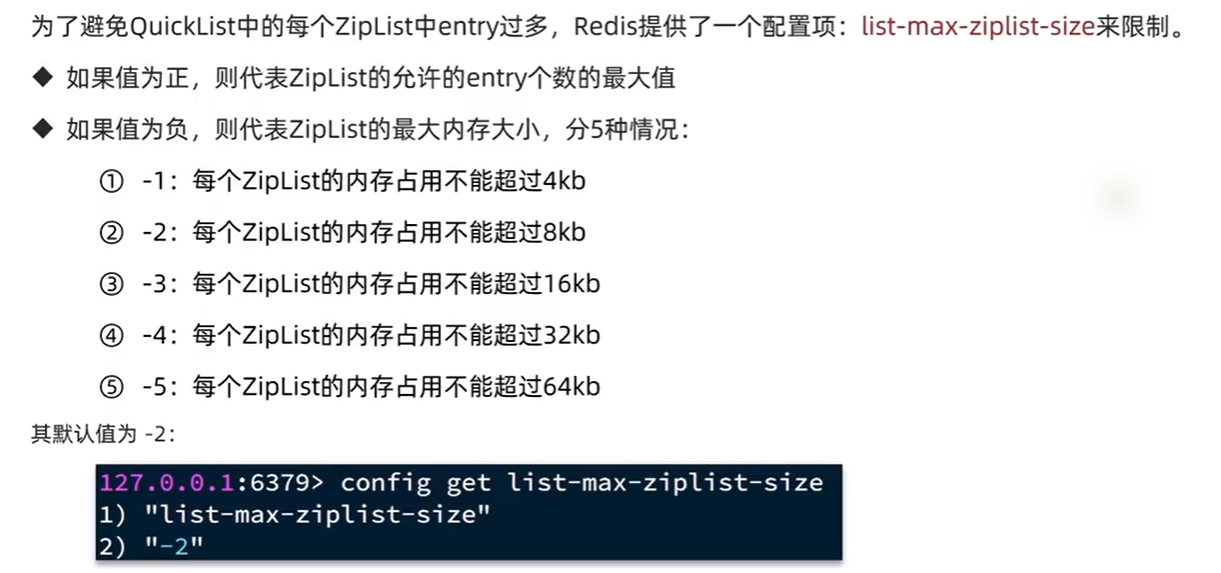 为了避免QuickList中的每个ZipList中entry过多，Redis提供了一个配置项：list-max-ziplist-size来限制。
◆ 如果值为正，则代表ZipList的允许的entry个数的最大值
◆ 如果值为负，则代表ZipList的最大内存大小，分5种情况：
① -1：每个ZipList的内存占用不能超过4kb
② -2：每个ZipList的内存占用不能超过8kb
③ -3：每个ZipList的内存占用不能超过16kb
④ -4：每个ZipList的内存占用不能超过32kb
⑤ -5：每个ZipList的内存占用不能超过64kb
其默认值为 -2：
127.0.0.1:6379> config get list-max-ziplist-size
1) "list-max-ziplist-size"
2) "-2"